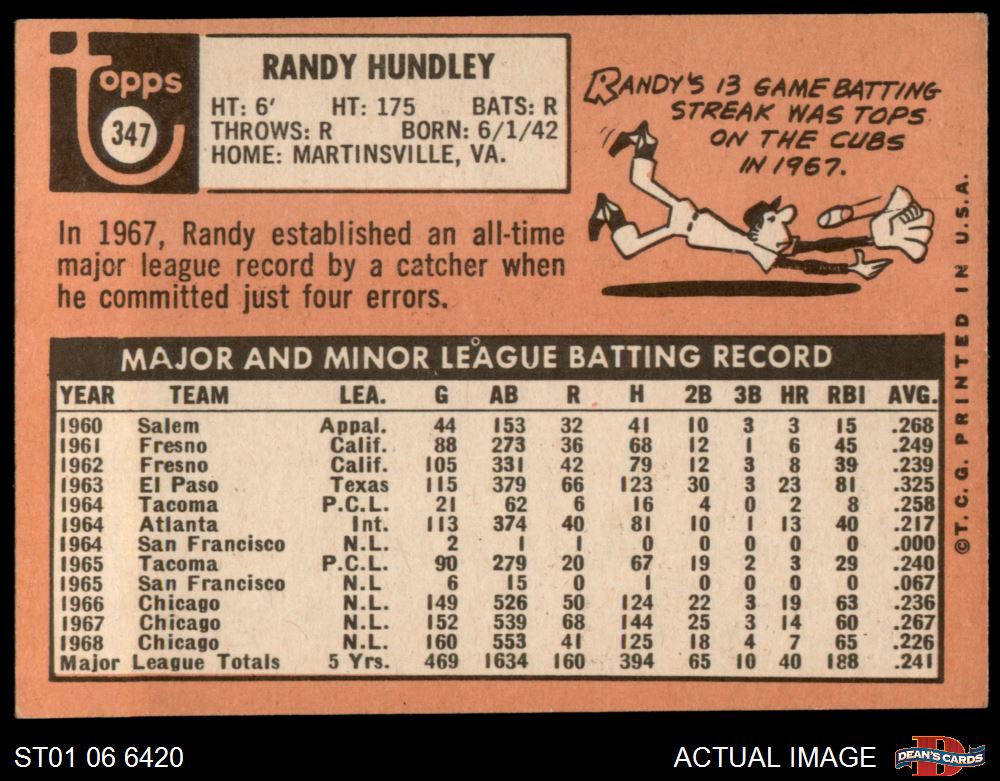 Topps
347
RANDY HUNDLEY
HT: 6' HT: 175 BATS: R
THROWS: R BORN: 6/1/42
HOME: MARTINSVILLE, VA.
RANDY'S 13 GAME BATTING
STREAK WAS TOPS
ON THE CUBS
IN 1967.
In 1967, Randy established an all-time
major league record by a catcher when
he committed just four errors.
MAJOR AND MINOR LEAGUE BATTING RECORD
YEAR TEAM LEA. G AB R H 2B 3B HR RBI AVG.
1960 Salem Appal. 44 153 32 41 10 3 3 15 .268
1961 Fresno Calif. 88 273 36 68 12 1 6 45 .249
1962 Fresno Calif. 105 331 42 79 12 3 8 39 .239
1963 El Paso Texas 115 379 66 123 30 3 23 81 .325
1964 Tacoma P.C.L. 21 62 6 16 4 0 2 8 .258
1964 Atlanta Int. 113 374 40 81 10 1 13 40 .217
1964 San Francisco N.L. 2 1 1 0 0 0 0 0 .000
1965 Tacoma P.C.L. 90 279 20 67 19 2 3 29 .240
1965 San Francisco N.L 6 15 0 1 0 0 0 0 .067
1966 Chicago N.L. 149 526 50 124 22 3 19 63 .236
1967 Chicago N.L. 152 539 68 144 25 3 14 60 .267
1968 Chicago N.L. 160 553 41 125 18 4 7 65 .226
Major League Totals 5 Yrs. 469 1634 160 394 65 10 40 188 .241
©T.C.G. PRINTED IN U.S.A.
ST01 06 6420
ACTUAL IMAGE
DEAN'S CARDS